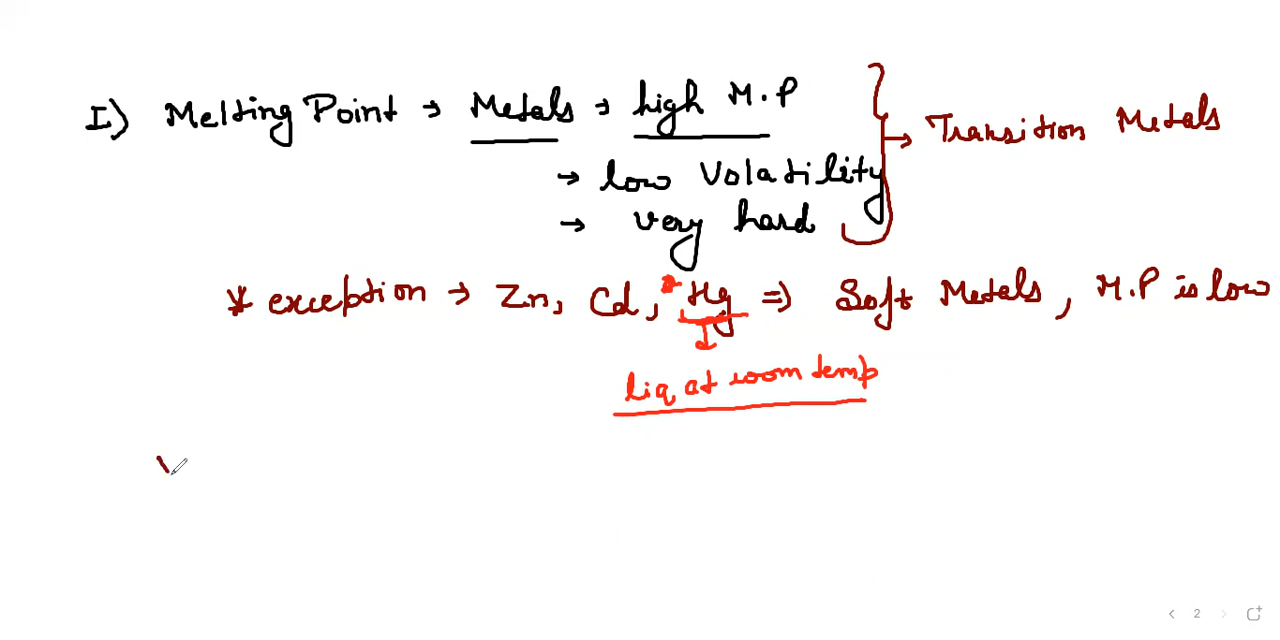 I) Melting Point → Metals → high M.P
→ low Volatility
→ very hard
→ Transition Metals
* exception → Zn, Cd, *Hg ⇒ Soft Metals, M.P is low
liq at room temp
2